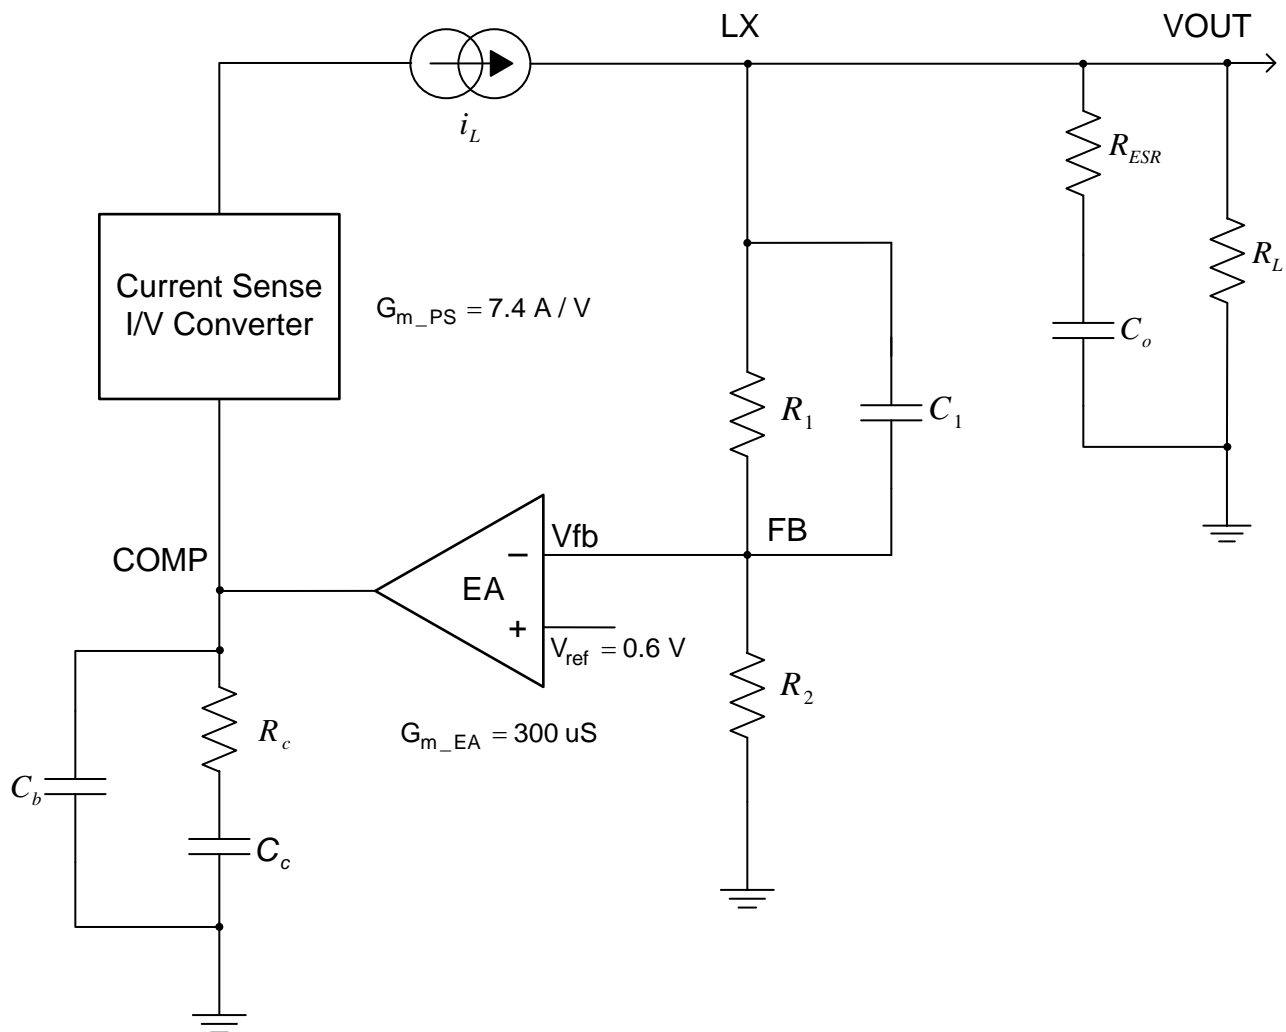 LX
VOUT
i_L
R_ESR
R_L
Current Sense
I/V Converter
G_m_PS = 7.4 A / V
C_o
R_1
C_1
Vfb
FB
COMP
−
EA
+
V_ref = 0.6 V
R_2
G_m_EA = 300 uS
R_c
C_b
C_c